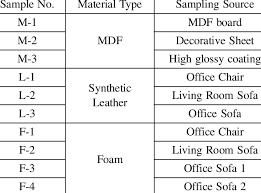 Sample No. Material Type Sampling Source
M-1 MDF board
M-2 MDF Decorative Sheet
M-3 High glossy coating
L-1 Office Chair
L-2 Synthetic Leather Living Room Sofa
L-3 Office Sofa
F-1 Office Chair
F-2 Foam Living Room Sofa
F-3 Office Sofa 1
F-4 Office Sofa 2